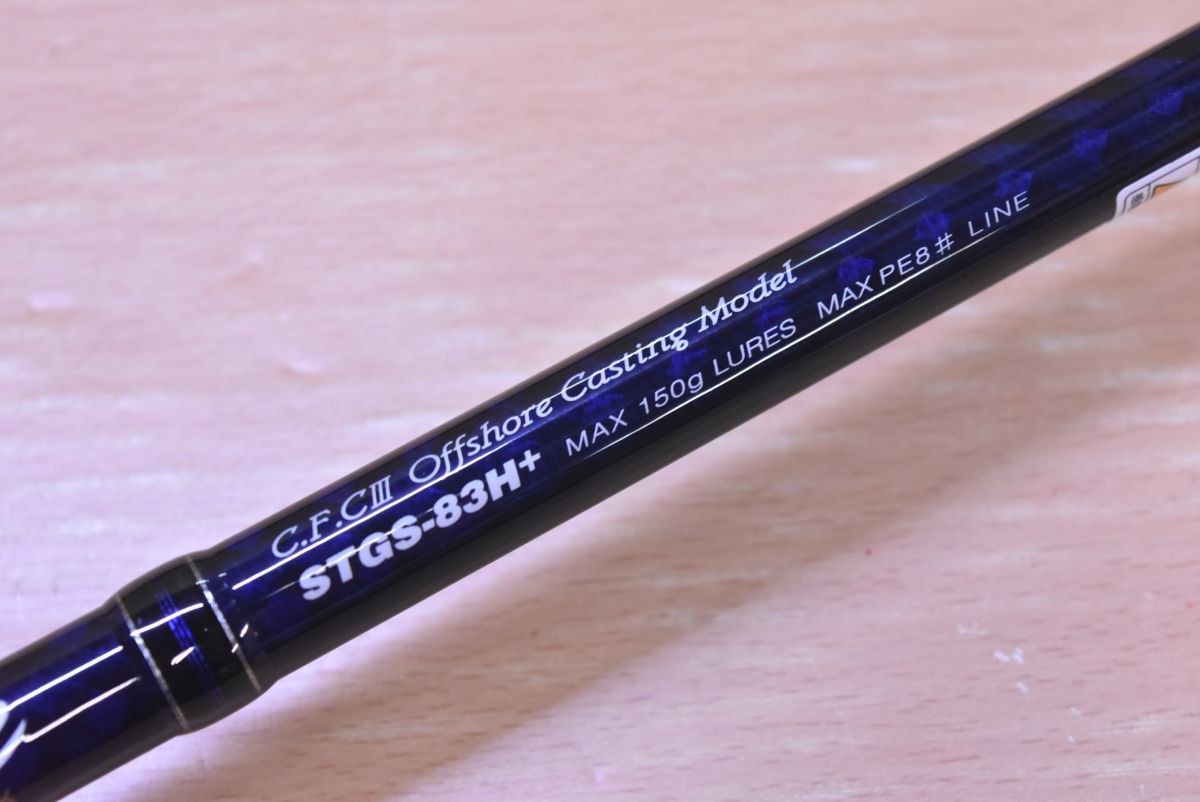 C.F.CⅢ Offshore Casting Model
STGS-83H+ MAX 150g LURES MAX PE8# LINE